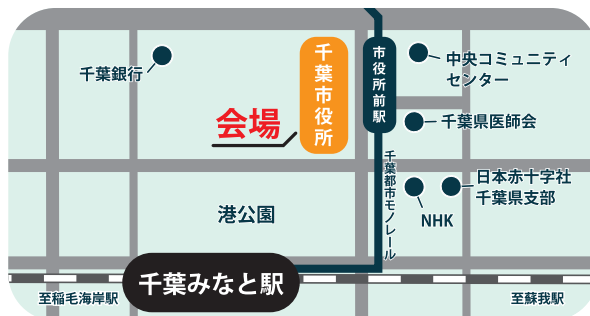 千葉銀行
会場
千葉市役所
市役所前駅
中央コミュニティ
センター
千葉県医師会
千葉都市モノレール
日本赤十字社
千葉県支部
NHK
港公園
千葉みなと駅
至稲毛海岸駅
至蘇我駅